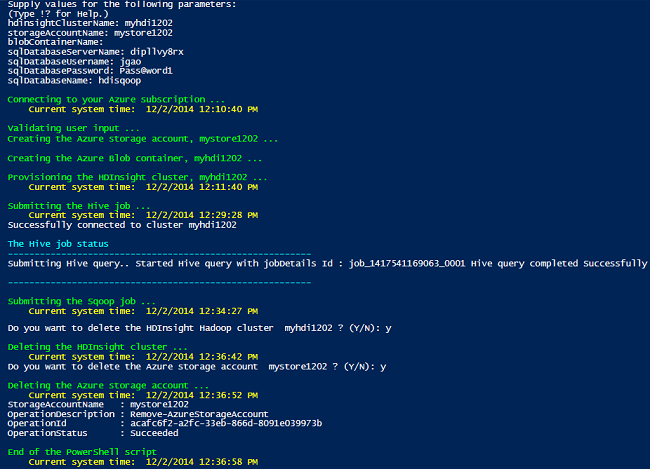 Supply values for the following parameters:
(Type !? for Help.)
hdinsightClusterName: myhdi1202
storageAccountName: mystore1202
blobContainerName:
sqlDatabaseServerName: dipllvy8rx
sqlDatabaseUsername: jgao
sqlDatabasePassword: Pass@word1
sqlDatabaseName: hdisqoop
Connecting to your Azure subscription ...
Current system time: 12/2/2014 12:10:40 PM
Validating user input ...
Creating the Azure storage account, mystore1202 ...
Creating the Azure Blob container, myhdi1202 ...
Provisioning the HDInsight cluster, myhdi1202 ...
Current system time: 12/2/2014 12:11:40 PM
Submitting the Hive job ...
Current system time: 12/2/2014 12:29:28 PM
Successfully connected to cluster myhdi1202
The Hive job status
---------------------------------------------------------
Submitting Hive query.. Started Hive query with jobDetails Id : job_1417541169063_0001 Hive query completed Successfully
---------------------------------------------------------
Submitting the Sqoop job ...
Current system time: 12/2/2014 12:34:27 PM
Do you want to delete the HDInsight Hadoop cluster myhdi1202 ? (Y/N): y
Deleting the HDInsight cluster ...
Current system time: 12/2/2014 12:36:42 PM
Do you want to delete the Azure storage account mystore1202 ? (Y/N): y
Deleting the Azure storage account ...
Current system time: 12/2/2014 12:36:52 PM
StorageAccountName : mystore1202
OperationDescription : Remove-AzureStorageAccount
OperationId : acafc6f2-a2fc-33eb-866d-8091e039973b
OperationStatus : Succeeded
End of the PowerShell script
Current system time: 12/2/2014 12:36:58 PM